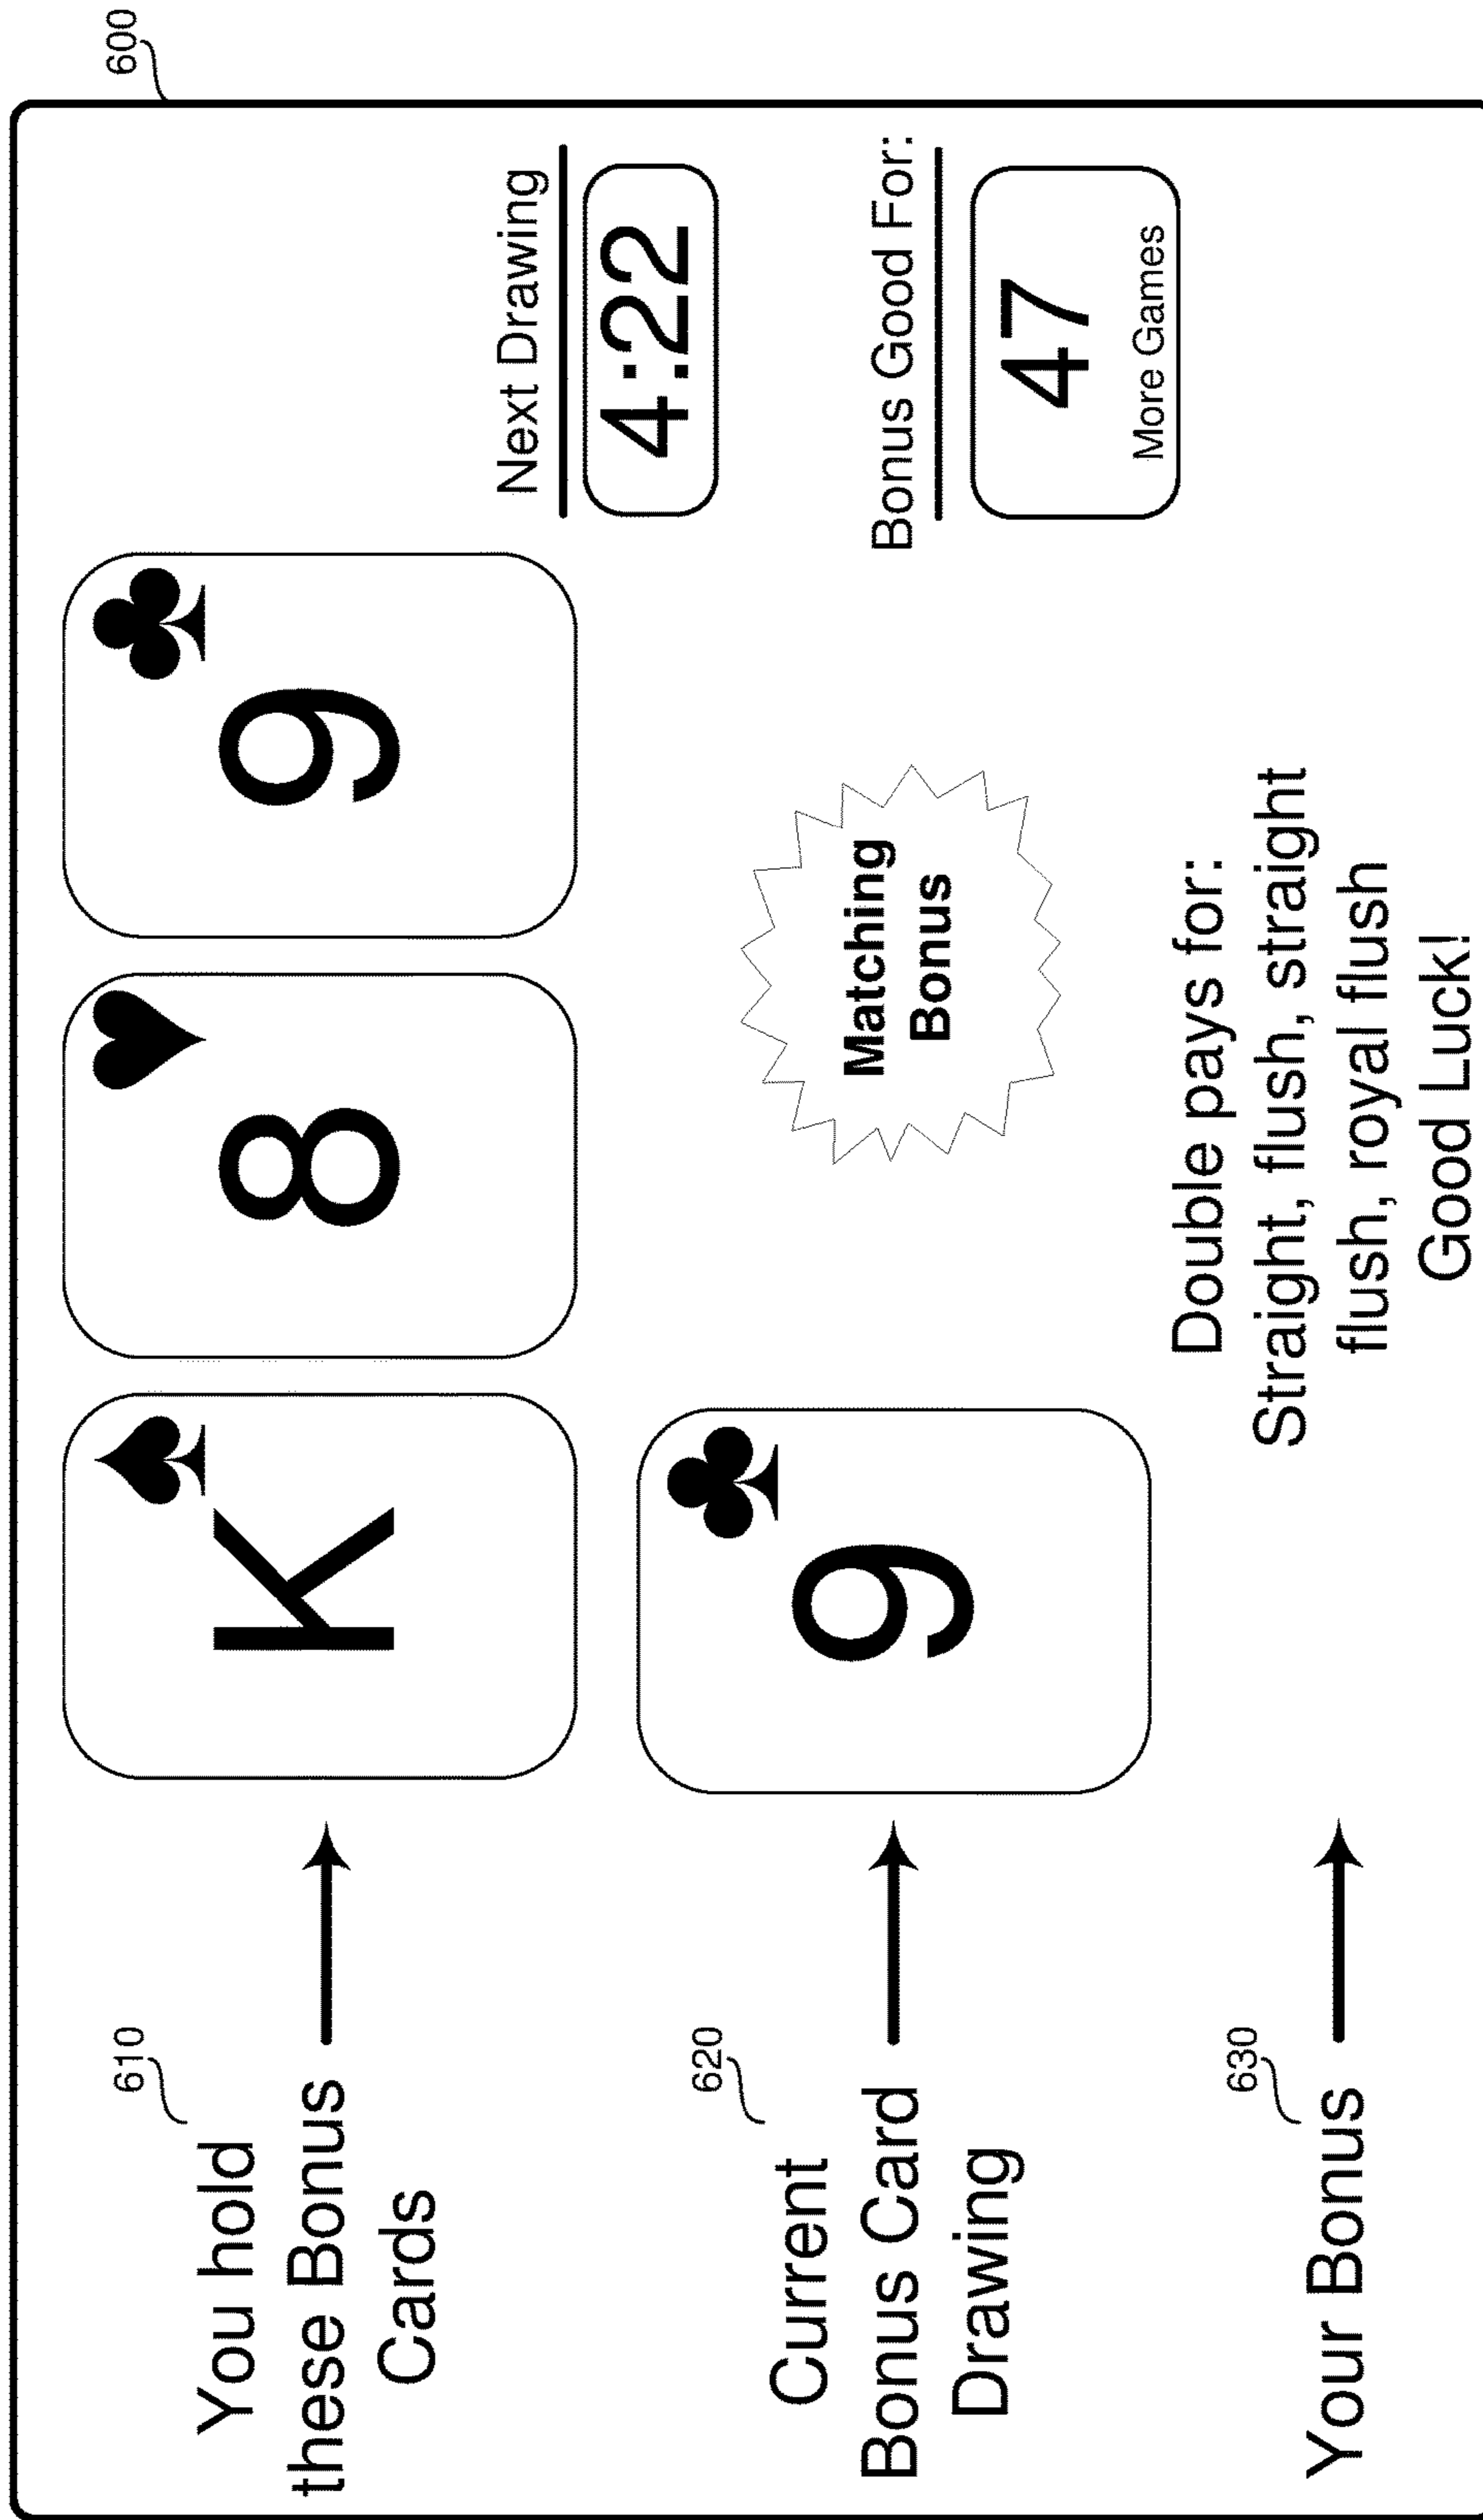 600
610
You hold
these Bonus
Cards
K
8
9
Next Drawing
4:22
620
Current
Bonus Card
Drawing
9
Matching
Bonus
Bonus Good For:
47
More Games
630
Your Bonus
Double pays for:
Straight, flush, straight
flush, royal flush
Good Luck!